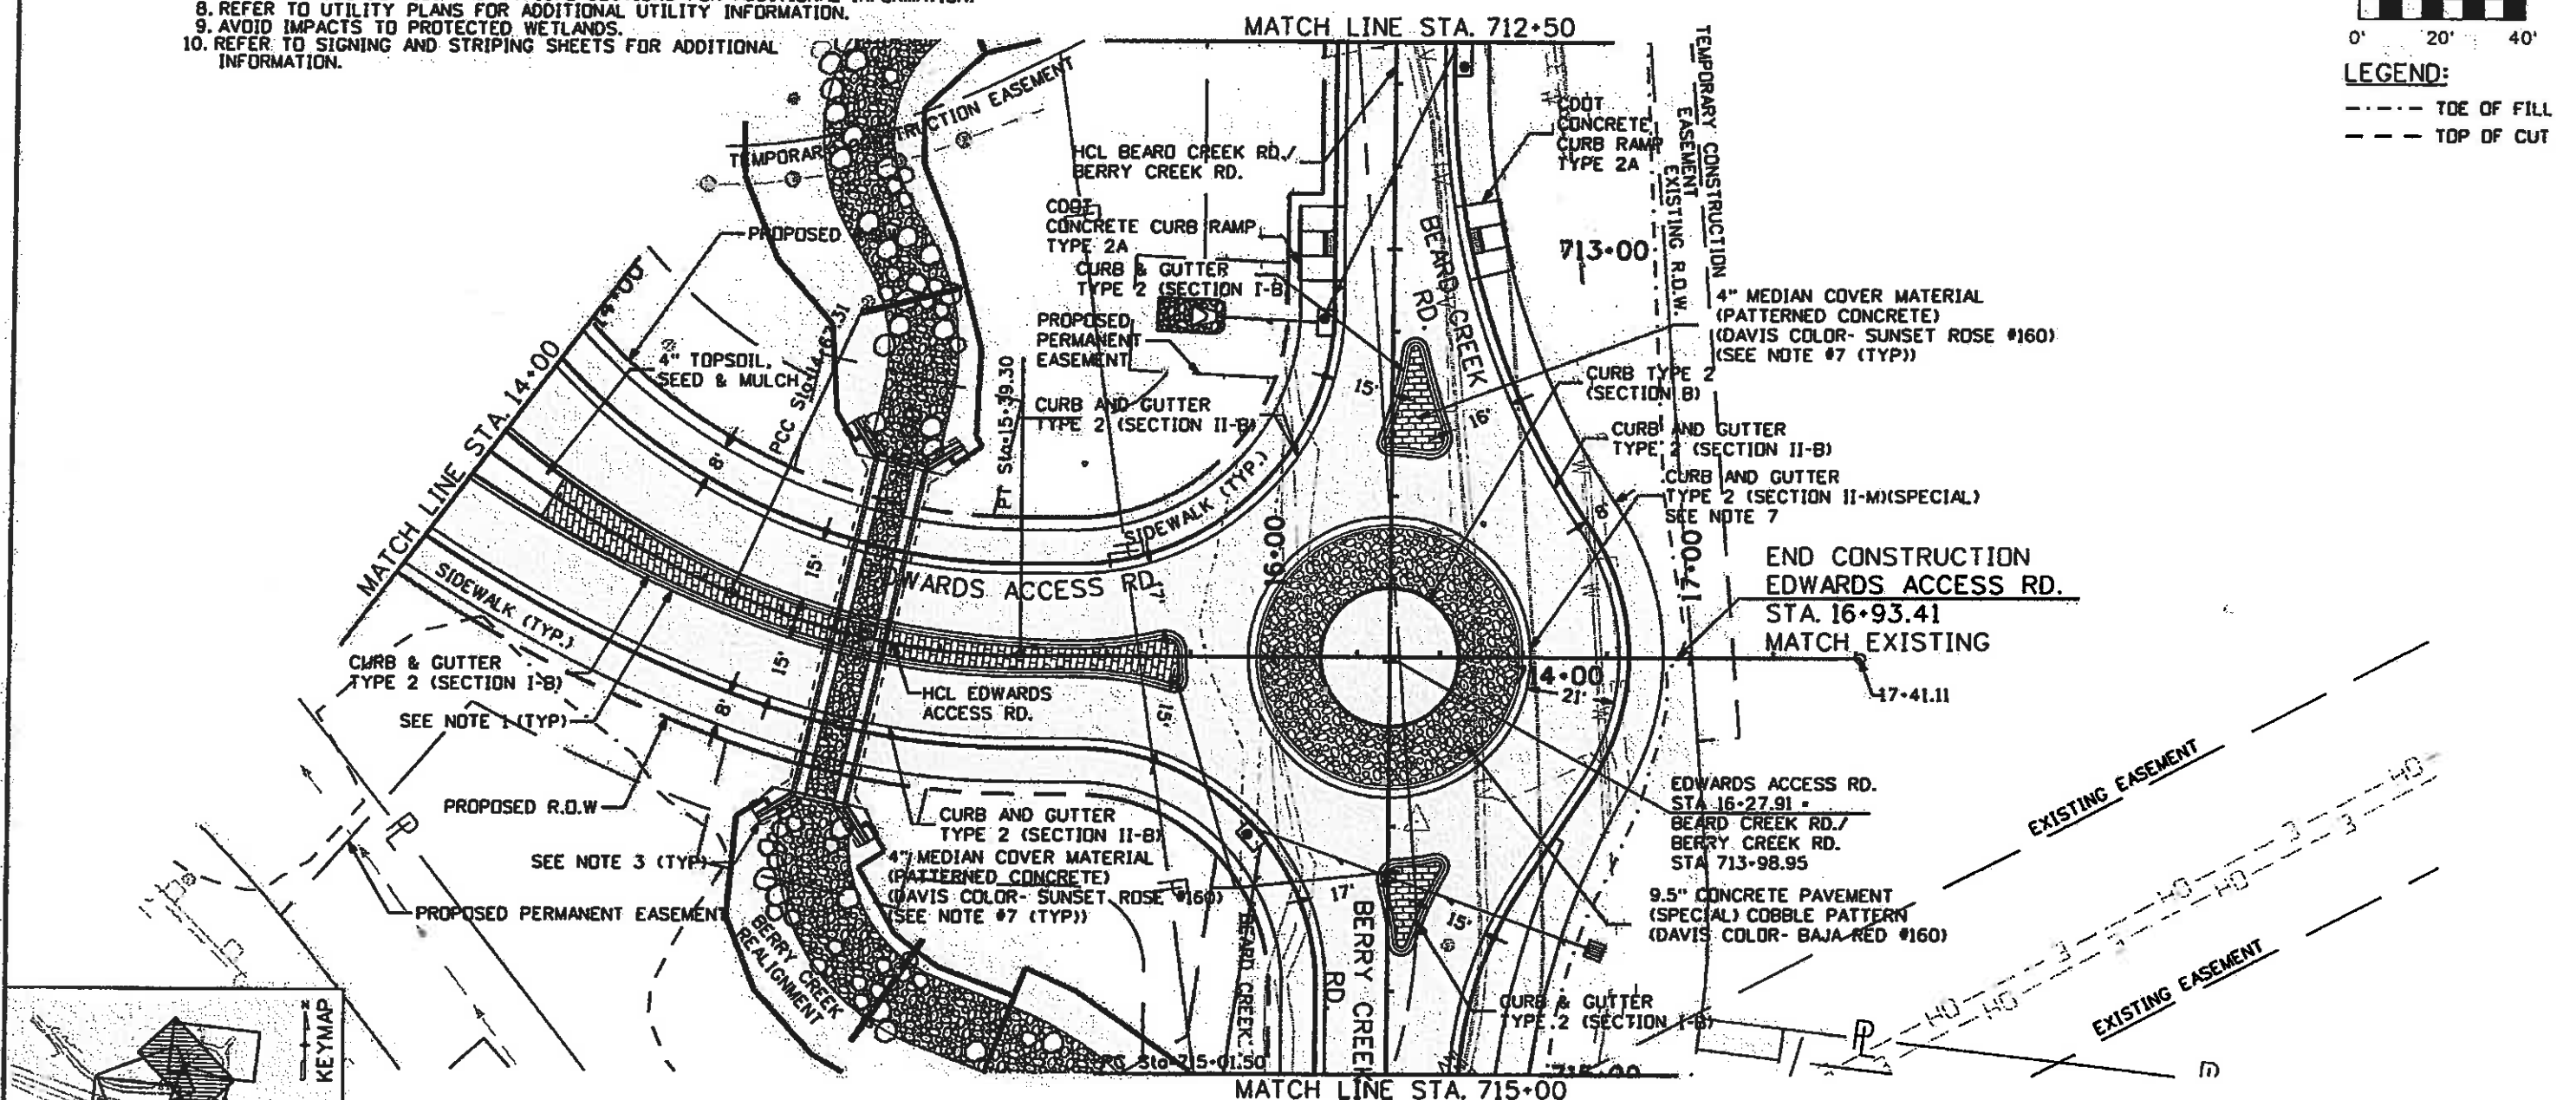 8. REFER TO UTILITY PLANS FOR ADDITIONAL UTILITY INFORMATION.
9. AVOID IMPACTS TO PROTECTED WETLANDS.
10. REFER TO SIGNING AND STRIPING SHEETS FOR ADDITIONAL
INFORMATION.
MATCH LINE STA. 712+50
0' 20' 40'
LEGEND:
TOE OF FILL
TOP OF CUT
TEMPORARY CONSTRUCTION
EASEMENT
EXISTING R.O.W.
TEMPORAR
TRUCTION EASEMENT
HCL BEARD CREEK RD./
BERRY CREEK RD.
CDOT
CONCRETE
CURB RAMP
TYPE 2A
CDOT
CONCRETE CURB RAMP
TYPE 2A
CURB & GUTTER
TYPE 2 (SECTION I-B)
PROPOSED
713+00
BEARD CREEK
RD.
4" MEDIAN COVER MATERIAL
(PATTERNED CONCRETE)
(DAVIS COLOR- SUNSET ROSE #160)
(SEE NOTE #7 (TYP))
PROPOSED
PERMANENT
EASEMENT
14+00
MATCH LINE STA. 14+00
4" TOPSOIL,
SEED & MULCH
PT Sta=15+39.30
CURB AND GUTTER
TYPE 2 (SECTION II-B)
15'
16'
CURB TYPE 2
(SECTION B)
CURB AND GUTTER
TYPE 2 (SECTION II-B)
CURB AND GUTTER
TYPE 2 (SECTION II-M)(SPECIAL)
SEE NOTE 7
8'
8'
SIDEWALK (TYP.)
16+00
17+00
END CONSTRUCTION
EDWARDS ACCESS RD.
STA. 16+93.41
MATCH EXISTING
15'
DWARDS ACCESS RD.
17'
SIDEWALK (TYP.)
15'
CURB & GUTTER
TYPE 2 (SECTION I-B)
8'
SEE NOTE 1 (TYP)
HCL EDWARDS
ACCESS RD.
15'
14+00
21'
17+41.11
PROPOSED R.O.W
CURB AND GUTTER
TYPE 2 (SECTION II-B)
EDWARDS ACCESS RD.
STA 16+27.91 =
BEARD CREEK RD./
BERRY CREEK RD.
STA 713+98.95
EXISTING EASEMENT
SEE NOTE 3 (TYP)
4" MEDIAN COVER MATERIAL
(PATTERNED CONCRETE)
(DAVIS COLOR- SUNSET ROSE #160)
(SEE NOTE #7 (TYP))
17'
15'
9.5" CONCRETE PAVEMENT
(SPECIAL) COBBLE PATTERN
(DAVIS COLOR- BAJA RED #160)
PROPOSED PERMANENT EASEMENT
BERRY CREEK
REALIGNMENT
BEARD CREEK
BERRY CREEK
RD.
CURB & GUTTER
TYPE 2 (SECTION I-B)
EXISTING EASEMENT
KEYMAP
MATCH LINE STA. 715+00